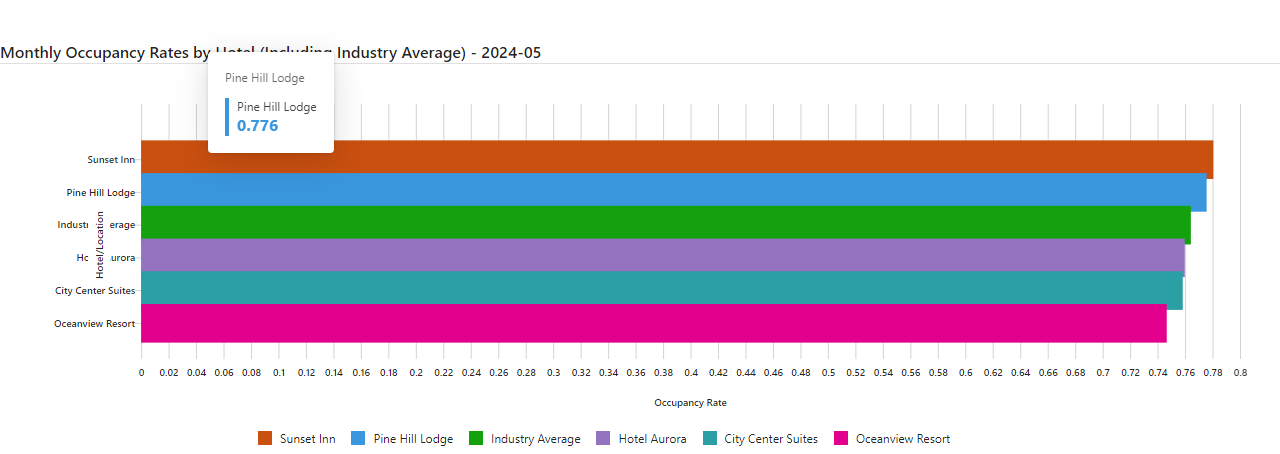 Monthly Occupancy Rates by Hotel (Including Industry Average) - 2024-05
Pine Hill Lodge
Pine Hill Lodge
0.776
Sunset Inn
Pine Hill Lodge
Hotel/Location
City Center Suites
Oceanview Resort
0 0.02 0.04 0.06 0.08 0.1 0.12 0.14 0.16 0.18 0.2 0.22 0.24 0.26 0.28 0.3 0.32 0.34 0.36 0.38 0.4 0.42 0.44 0.46 0.48 0.5 0.52 0.54 0.56 0.58 0.6 0.62 0.64 0.66 0.68 0.7 0.72 0.74 0.76 0.78 0.8
Occupancy Rate
Sunset Inn Pine Hill Lodge Industry Average Hotel Aurora City Center Suites Oceanview Resort